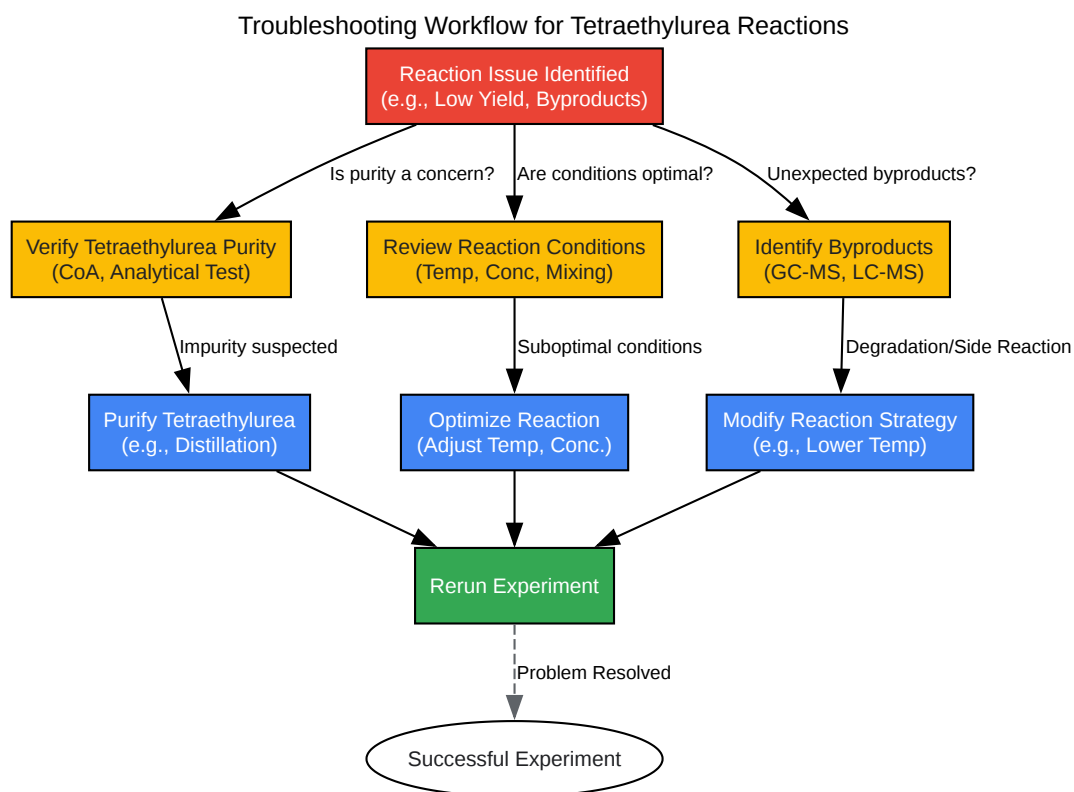 Troubleshooting Workflow for Tetraethylurea Reactions
Reaction Issue Identified
(e.g., Low Yield, Byproducts)
Is purity a concern?
Are conditions optimal?
Unexpected byproducts?
Verify Tetraethylurea Purity
(CoA, Analytical Test)
Review Reaction Conditions
(Temp, Conc, Mixing)
Identify Byproducts
(GC-MS, LC-MS)
Impurity suspected
Suboptimal conditions
Degradation/Side Reaction
Purify Tetraethylurea
(e.g., Distillation)
Optimize Reaction
(Adjust Temp, Conc.)
Modify Reaction Strategy
(e.g., Lower Temp)
Rerun Experiment
Problem Resolved
Successful Experiment